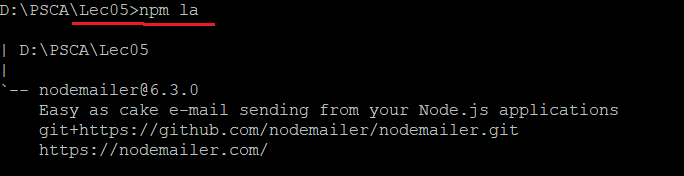 D:\PSCA\Lec05>npm la
| D:\PSCA\Lec05
|
`-- nodemailer@6.3.0
Easy as cake e-mail sending from your Node.js applications
git+https://github.com/nodemailer/nodemailer.git
https://nodemailer.com/